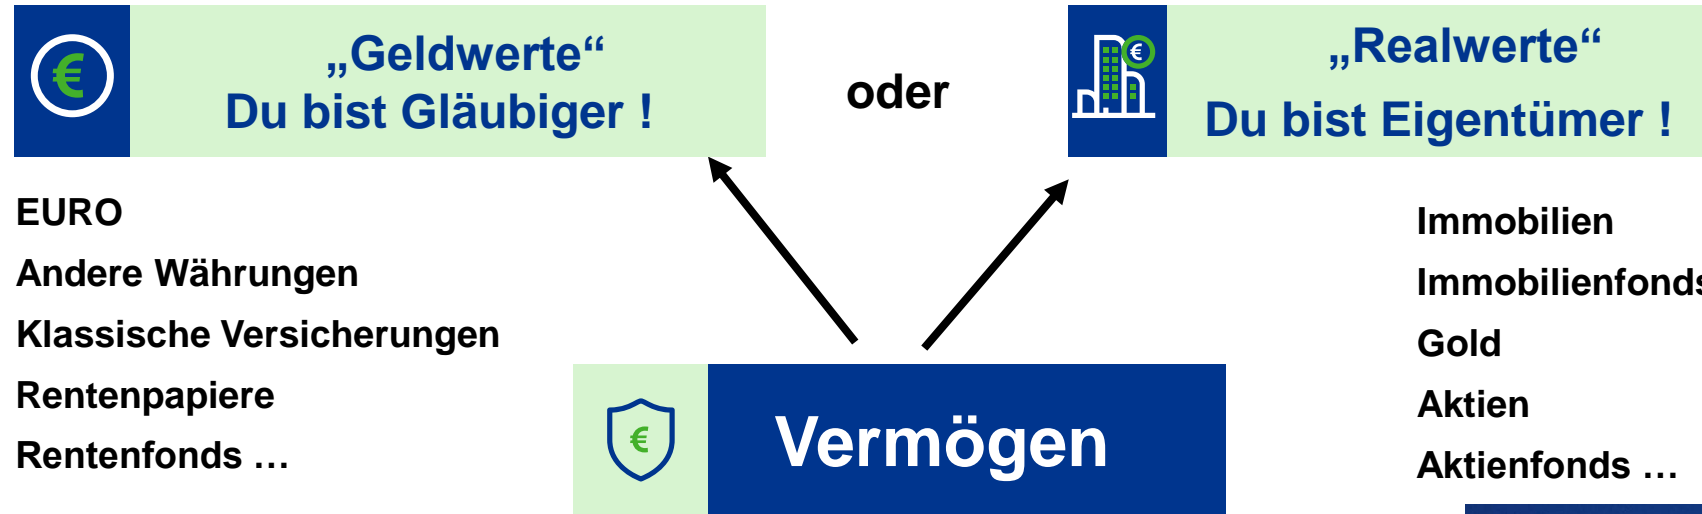 „Geldwerte“
Du bist Gläubiger !
oder
„Realwerte“
Du bist Eigentümer !
EURO
Andere Währungen
Klassische Versicherungen
Rentenpapiere
Rentenfonds …
Immobilien
Immobilienfonds
Gold
Aktien
Aktienfonds …
Vermögen